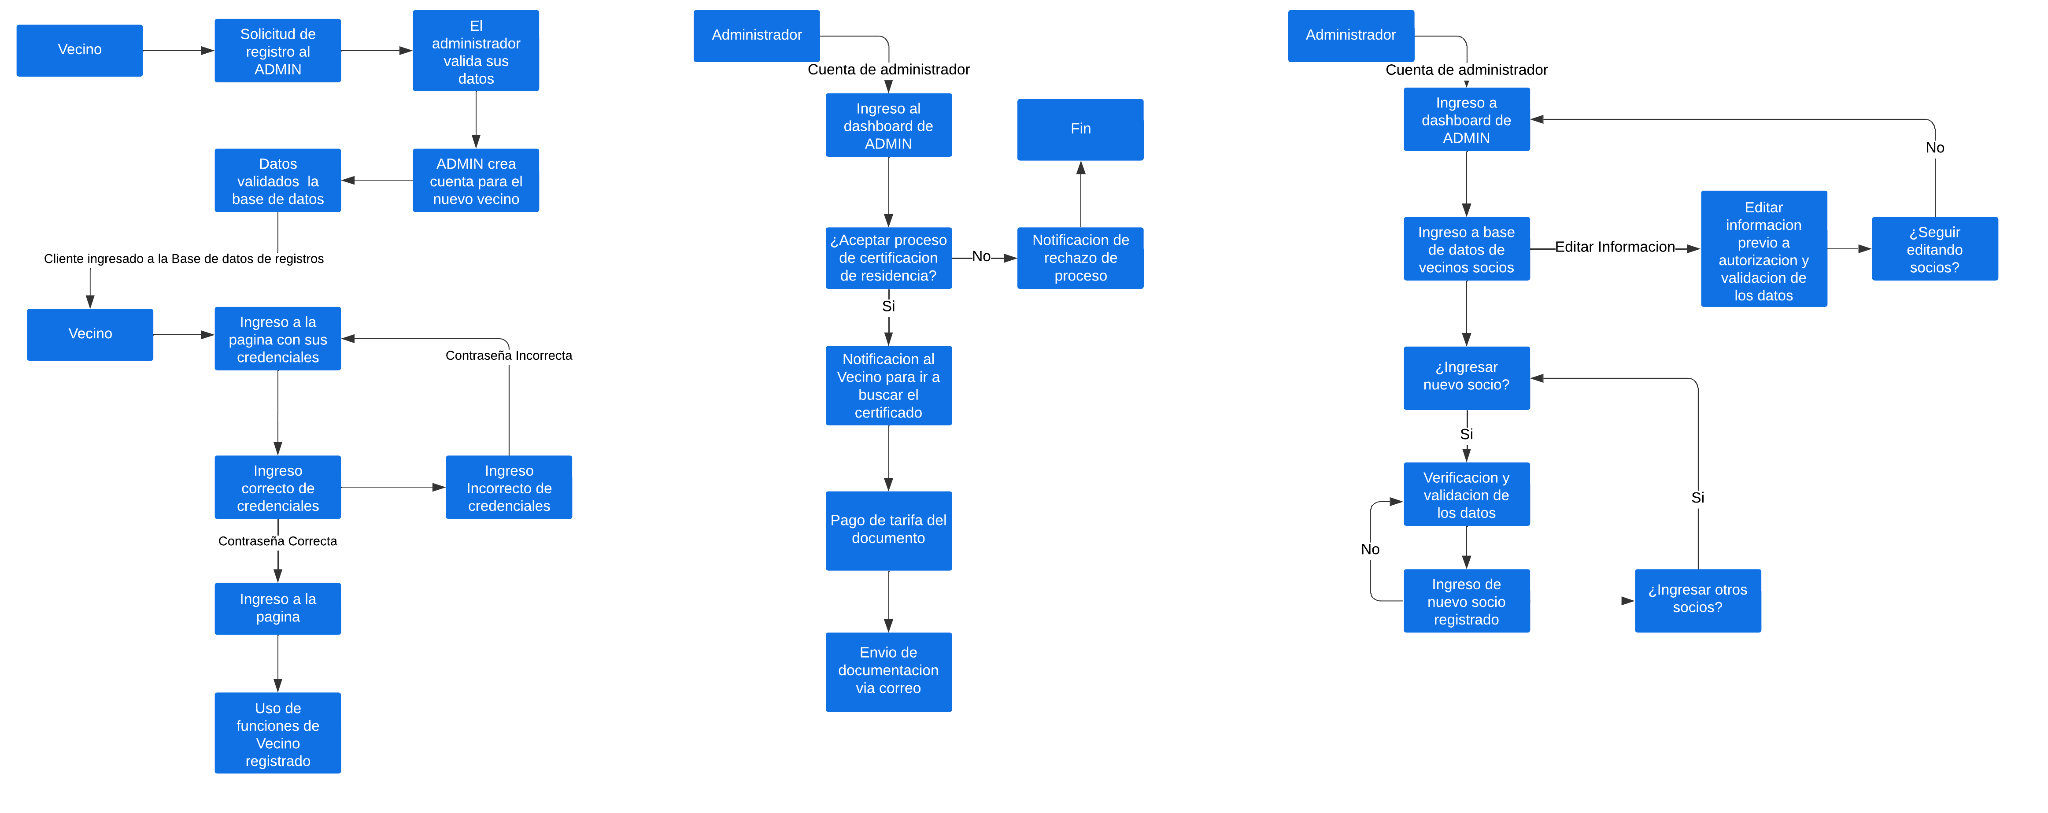 Vecino
Solicitud de
registro al
ADMIN
El
administrador
valida sus
datos
Datos
validados  la
base de datos
ADMIN crea
cuenta para el
nuevo vecino
Cliente ingresado a la Base de datos de registros
Vecino
Ingreso a la
pagina con sus
credenciales
Contraseña Incorrecta
Ingreso
correcto de
credenciales
Ingreso
Incorrecto de
credenciales
Contraseña Correcta
Ingreso a la
pagina
Uso de
funciones de
Vecino
registrado
Administrador
Cuenta de administrador
Ingreso al
dashboard de
ADMIN
Fin
¿Aceptar proceso
de certificacion
de residencia?
No
Notificacion de
rechazo de
proceso
Si
Notificacion al
Vecino para ir a
buscar el
certificado
Pago de tarifa del
documento
Envio de
documentacion
via correo
Administrador
Cuenta de administrador
Ingreso a
dashboard de
ADMIN
No
Ingreso a base
de datos de
vecinos socios
Editar Informacion
Editar
informacion
previo a
autorizacion y
validacion de
los datos
¿Seguir
editando
socios?
¿Ingresar
nuevo socio?
Si
Verificacion y
validacion de
los datos
Si
No
Ingreso de
nuevo socio
registrado
¿Ingresar otros
socios?